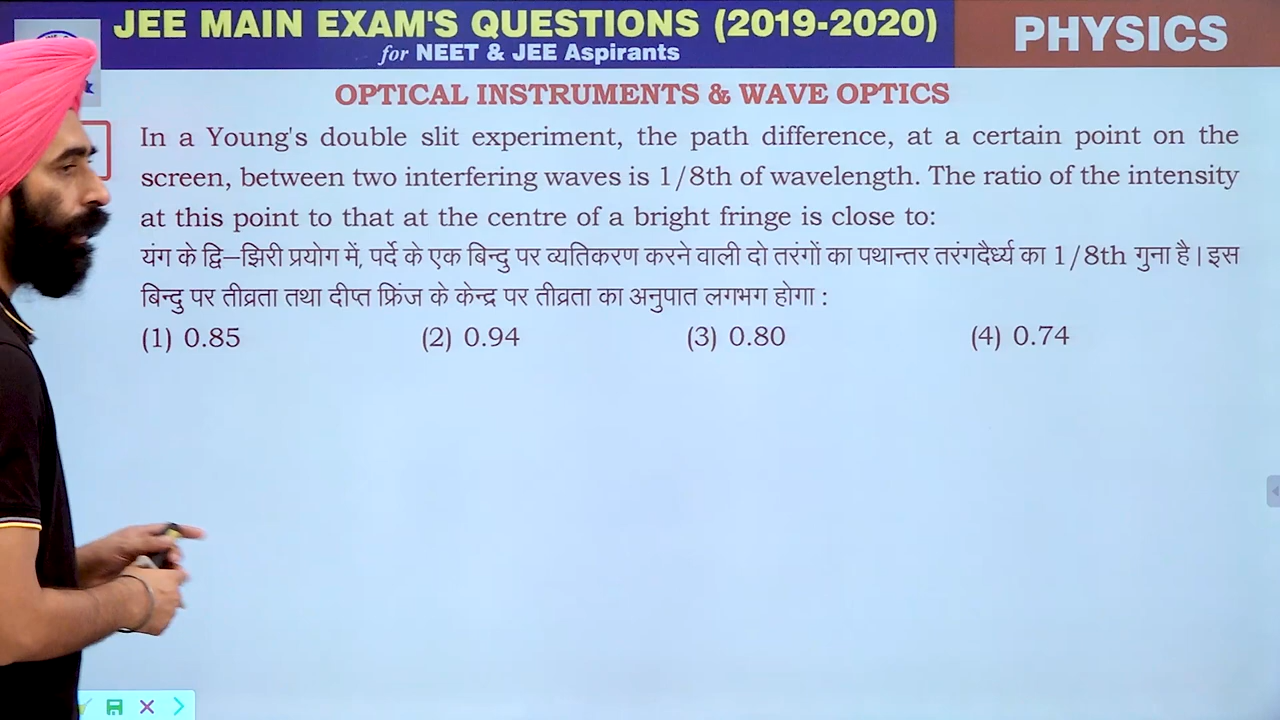 JEE MAIN EXAM'S QUESTIONS (2019-2020)
for NEET & JEE Aspirants
PHYSICS
OPTICAL INSTRUMENTS & WAVE OPTICS
In a Young's double slit experiment, the path difference, at a certain point on the
screen, between two interfering waves is 1/8th of wavelength. The ratio of the intensity
at this point to that at the centre of a bright fringe is close to:
यंग के द्वि–झिरी प्रयोग में, पर्दे के एक बिन्दु पर व्यतिकरण करने वाली दो तरंगों का पथान्तर तरंगदैर्ध्य का 1/8th गुना है। इस
बिन्दु पर तीव्रता तथा दीप्त फ्रिंज के केन्द्र पर तीव्रता का अनुपात लगभग होगा :
(1) 0.85 (2) 0.94 (3) 0.80 (4) 0.74